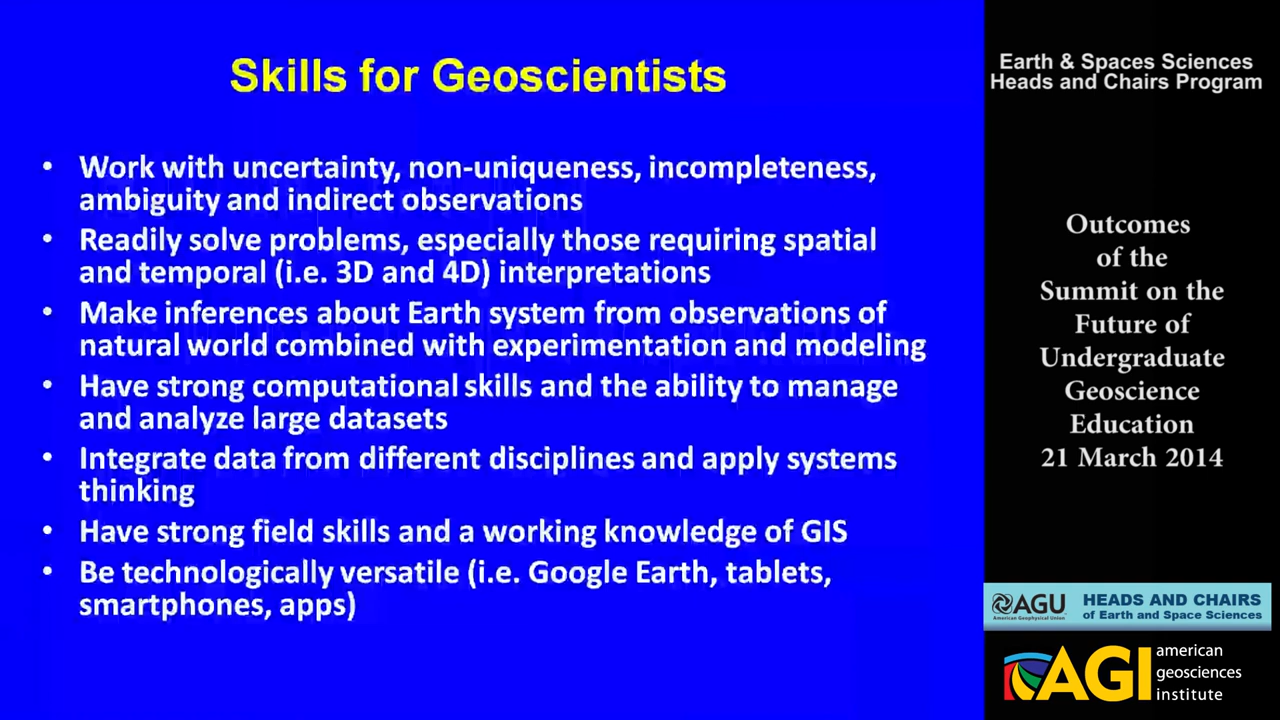 Skills for Geoscientists
• Work with uncertainty, non-uniqueness, incompleteness,
ambiguity and indirect observations
• Readily solve problems, especially those requiring spatial
and temporal (i.e. 3D and 4D) interpretations
• Make inferences about Earth system from observations of
natural world combined with experimentation and modeling
• Have strong computational skills and the ability to manage
and analyze large datasets
• Integrate data from different disciplines and apply systems
thinking
• Have strong field skills and a working knowledge of GIS
• Be technologically versatile (i.e. Google Earth, tablets,
smartphones, apps)
Earth & Spaces Sciences
Heads and Chairs Program
Outcomes
of the
Summit on the
Future of
Undergraduate
Geoscience
Education
21 March 2014
AGU
American Geophysical Union
HEADS AND CHAIRS
of Earth and Space Sciences
AGI
american
geosciences
institute